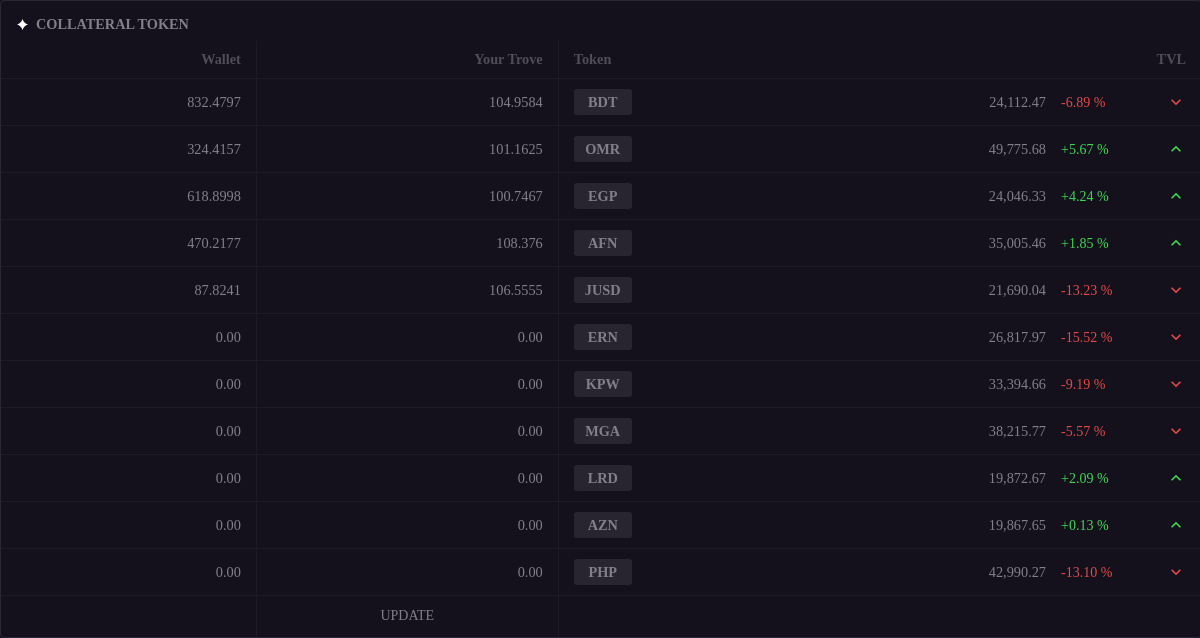 COLLATERAL TOKEN
Wallet Your Trove Token TVL
832.4797 104.9584 BDT 24,112.47 -6.89 %
324.4157 101.1625 OMR 49,775.68 +5.67 %
618.8998 100.7467 EGP 24,046.33 +4.24 %
470.2177 108.376 AFN 35,005.46 +1.85 %
87.8241 106.5555 JUSD 21,690.04 -13.23 %
0.00 0.00 ERN 26,817.97 -15.52 %
0.00 0.00 KPW 33,394.66 -9.19 %
0.00 0.00 MGA 38,215.77 -5.57 %
0.00 0.00 LRD 19,872.67 +2.09 %
0.00 0.00 AZN 19,867.65 +0.13 %
0.00 0.00 PHP 42,990.27 -13.10 %
UPDATE